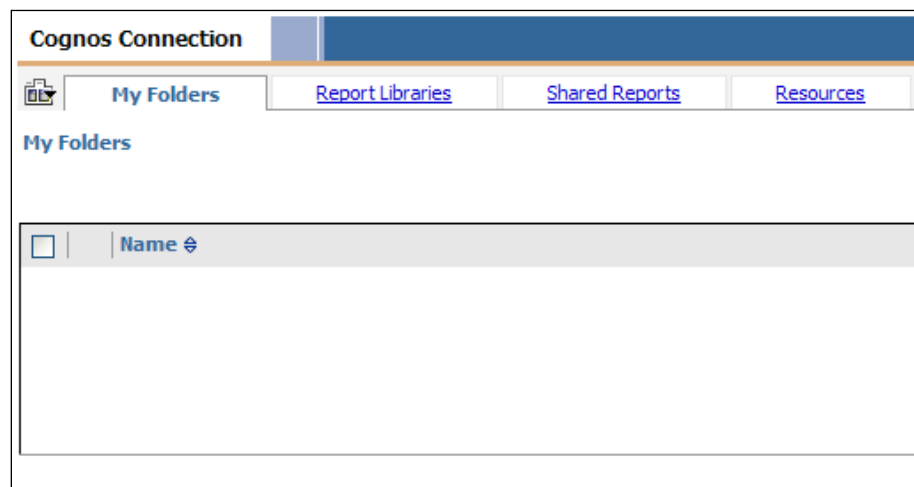 Cognos Connection
My Folders Report Libraries Shared Reports Resources
My Folders
Name